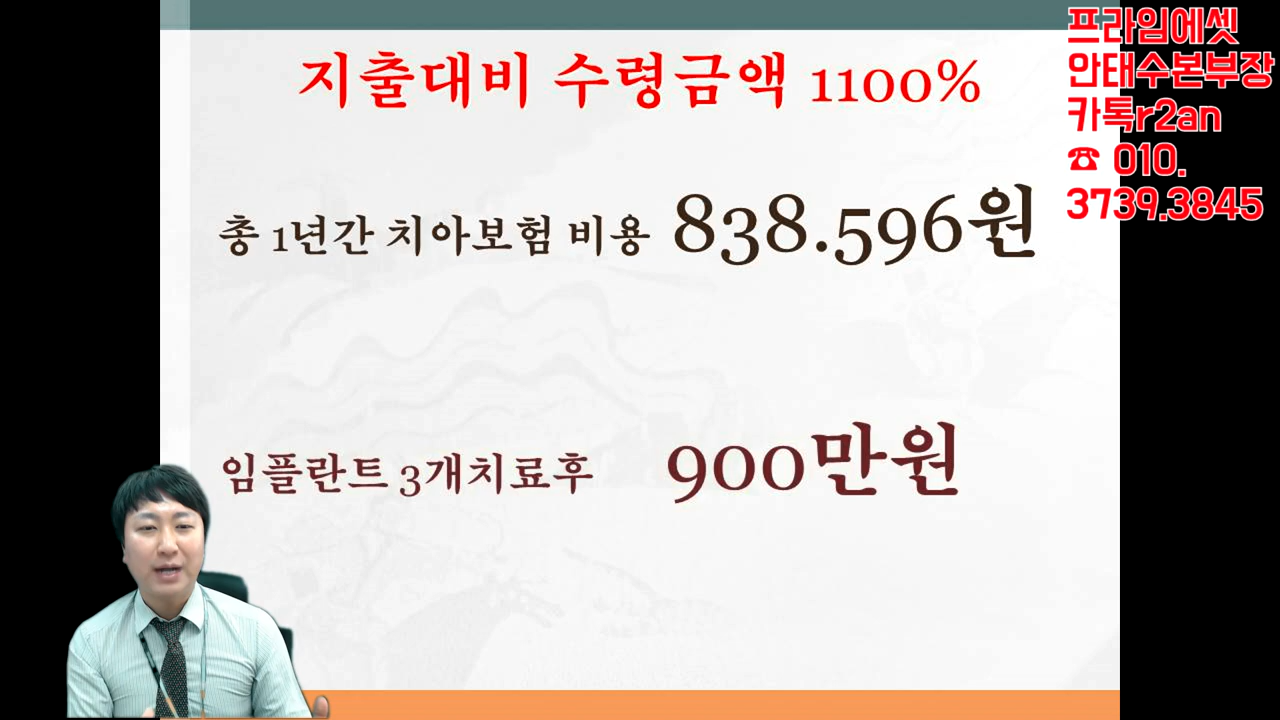 지출대비 수령금액 1100%
총 1년간 치아보험 비용 838.596원
임플란트 3개치료후 900만원
프라임에셋
안태수본부장
카톡r2an
☎ 010.
3739.3845